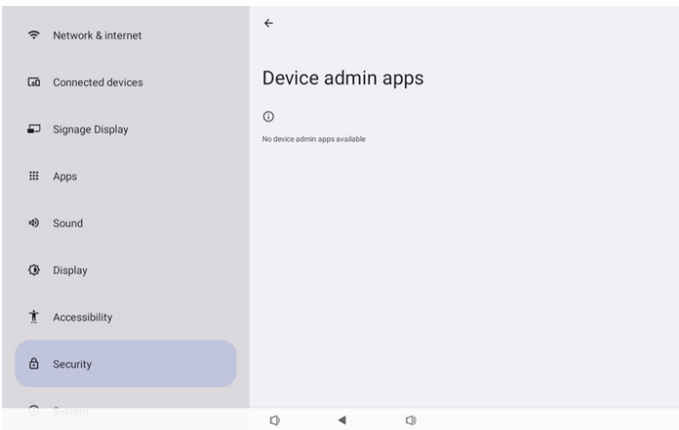 Network & internet
Connected devices
Signage Display
Apps
Sound
Display
Accessibility
Security
System
Device admin apps
No device admin apps available